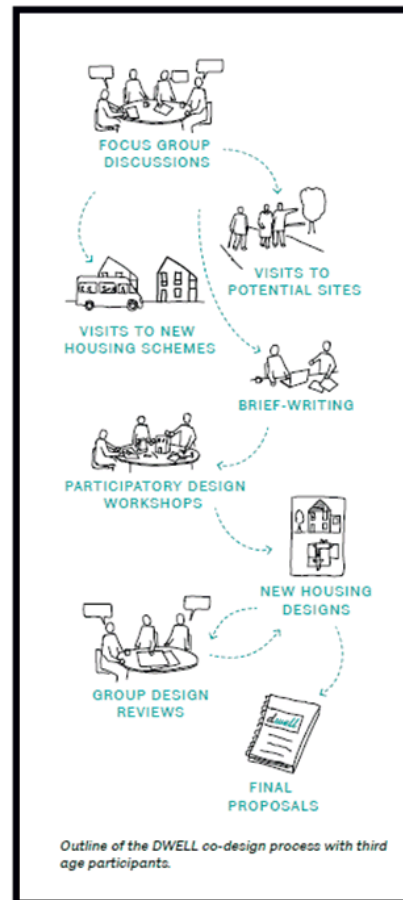 FOCUS GROUP
DISCUSSIONS
VISITS TO
POTENTIAL SITES
VISITS TO NEW
HOUSING SCHEMES
BRIEF-WRITING
PARTICIPATORY DESIGN
WORKSHOPS
NEW HOUSING
DESIGNS
GROUP DESIGN
REVIEWS
dwell
FINAL
PROPOSALS
Outline of the DWELL co-design process with third
age participants.